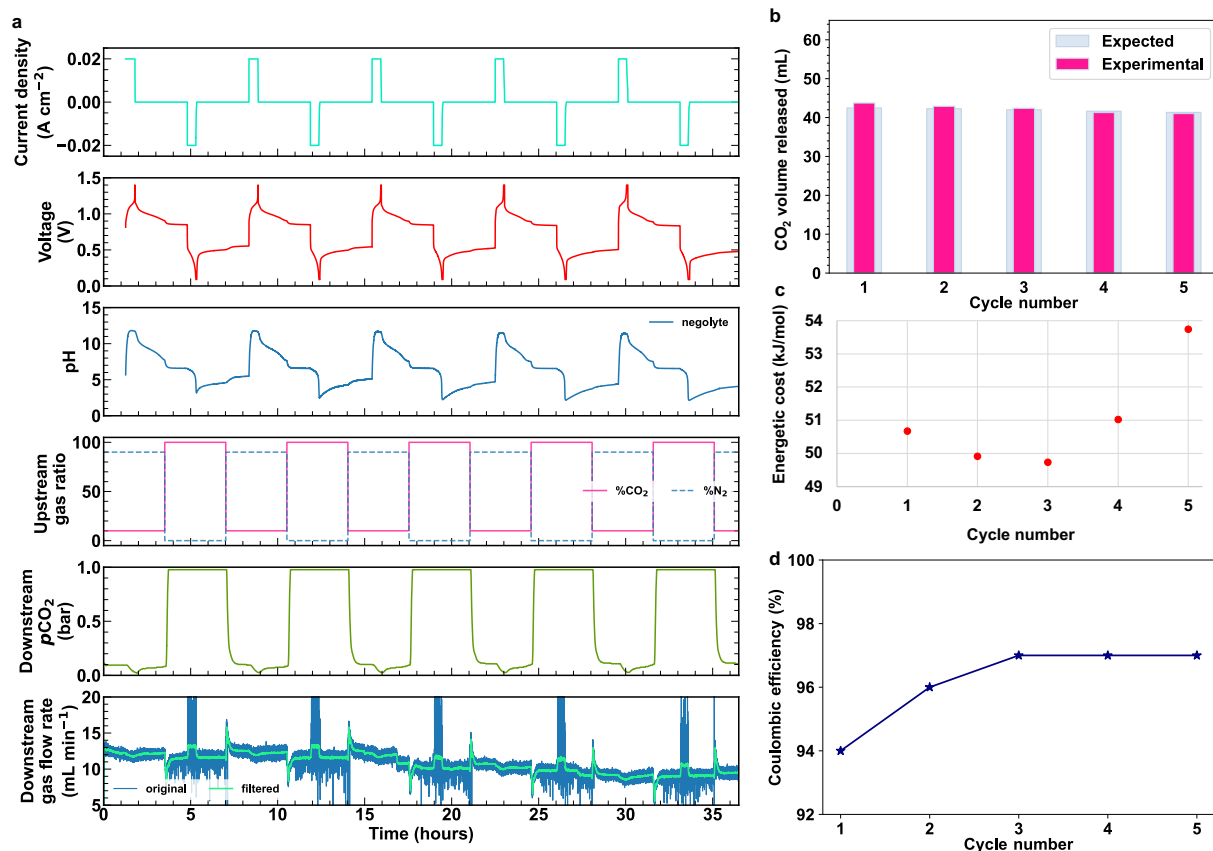 a
Current density
(A cm⁻²)
0.02
0.00
−0.02
Voltage
(V)
1.5
1.0
0.5
0.0
pH
15
10
5
0
negolyte
Upstream
gas ratio
100
50
0
%CO₂ %N₂
Downstream
pCO₂
(bar)
1.0
0.5
0.0
Downstream
gas flow rate
(mL min⁻¹)
20
15
10
5
original filtered
0 5 10 15 20 25 30 35
Time (hours)
b
CO₂ volume released (mL)
60
50
40
30
20
10
0
Expected
Experimental
1 2 3 4 5
Cycle number
c
Energetic cost (kJ/mol)
54
53
52
51
50
49
0 1 2 3 4 5
Cycle number
d
Coulombic efficiency (%)
100
98
96
94
92
1 2 3 4 5
Cycle number